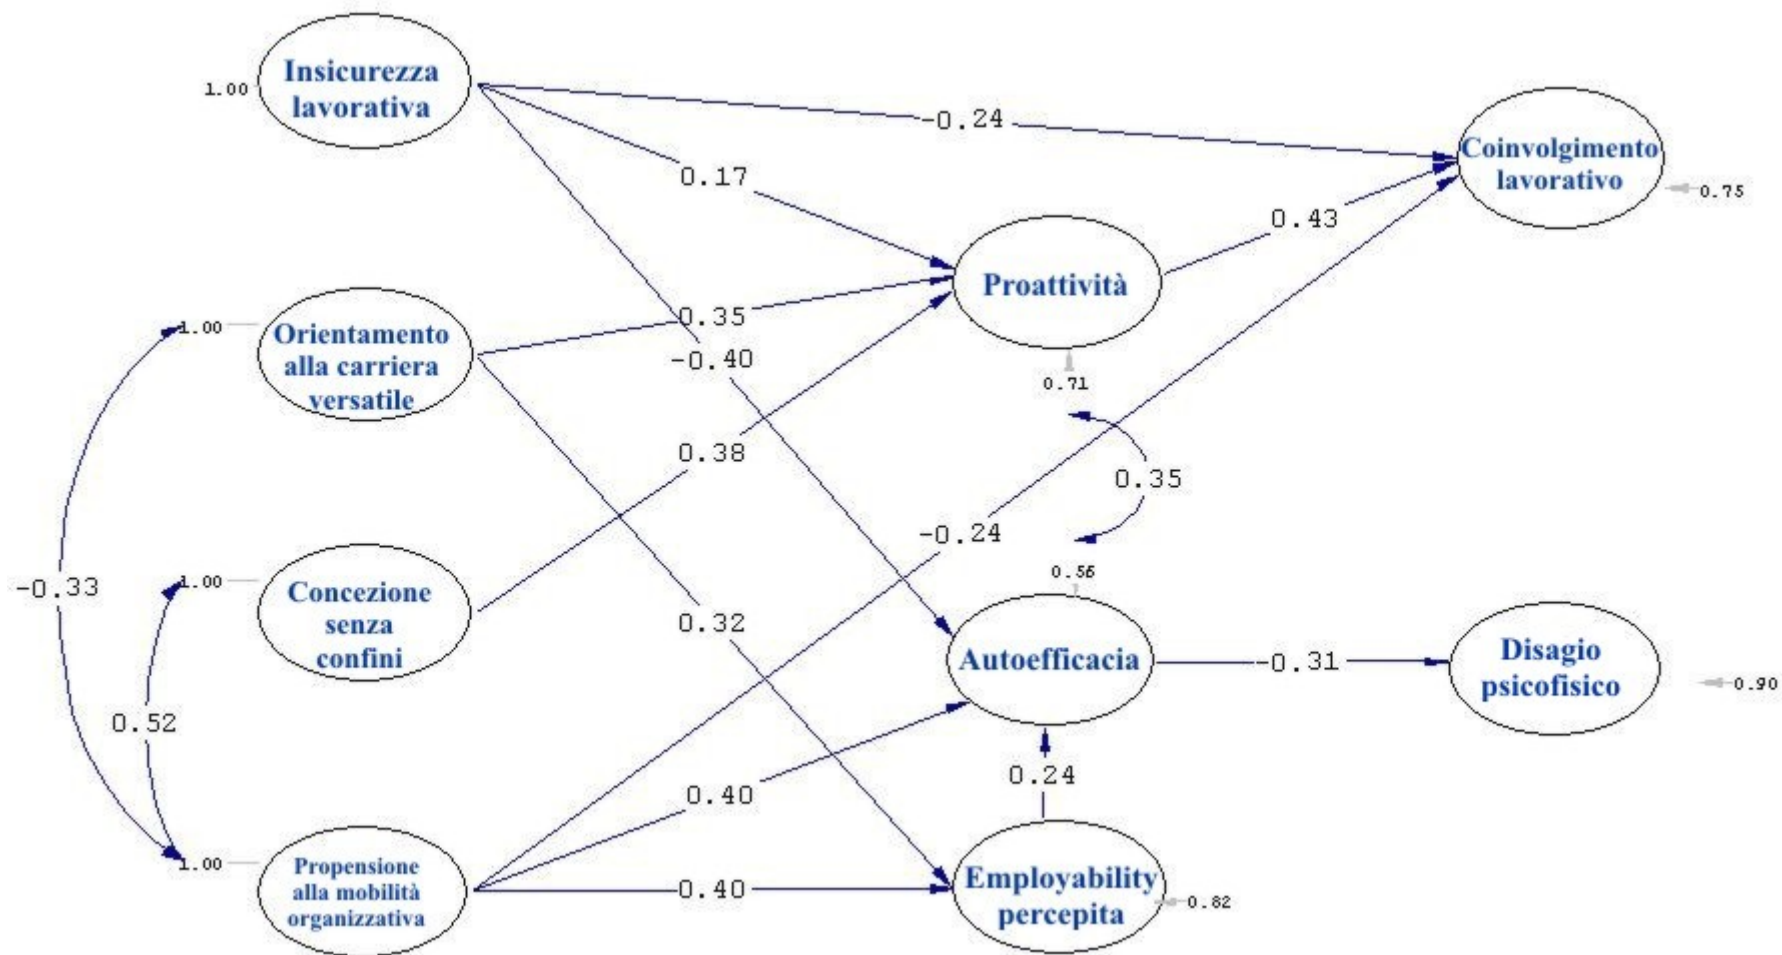 Insicurezza
lavorativa
1.00
-0.24
Coinvolgimento
lavorativo
0.75
0.17
0.43
Proattività
0.71
1.00
Orientamento
alla carriera
versatile
0.35
-0.40
0.38
0.35
-0.24
-0.33
1.00
Concezione
senza
confini
0.52
0.32
0.56
Autoefficacia
-0.31
Disagio
psicofisico
0.90
0.40
0.24
1.00
Propensione
alla mobilità
organizzativa
0.40
Employability
percepita
0.82